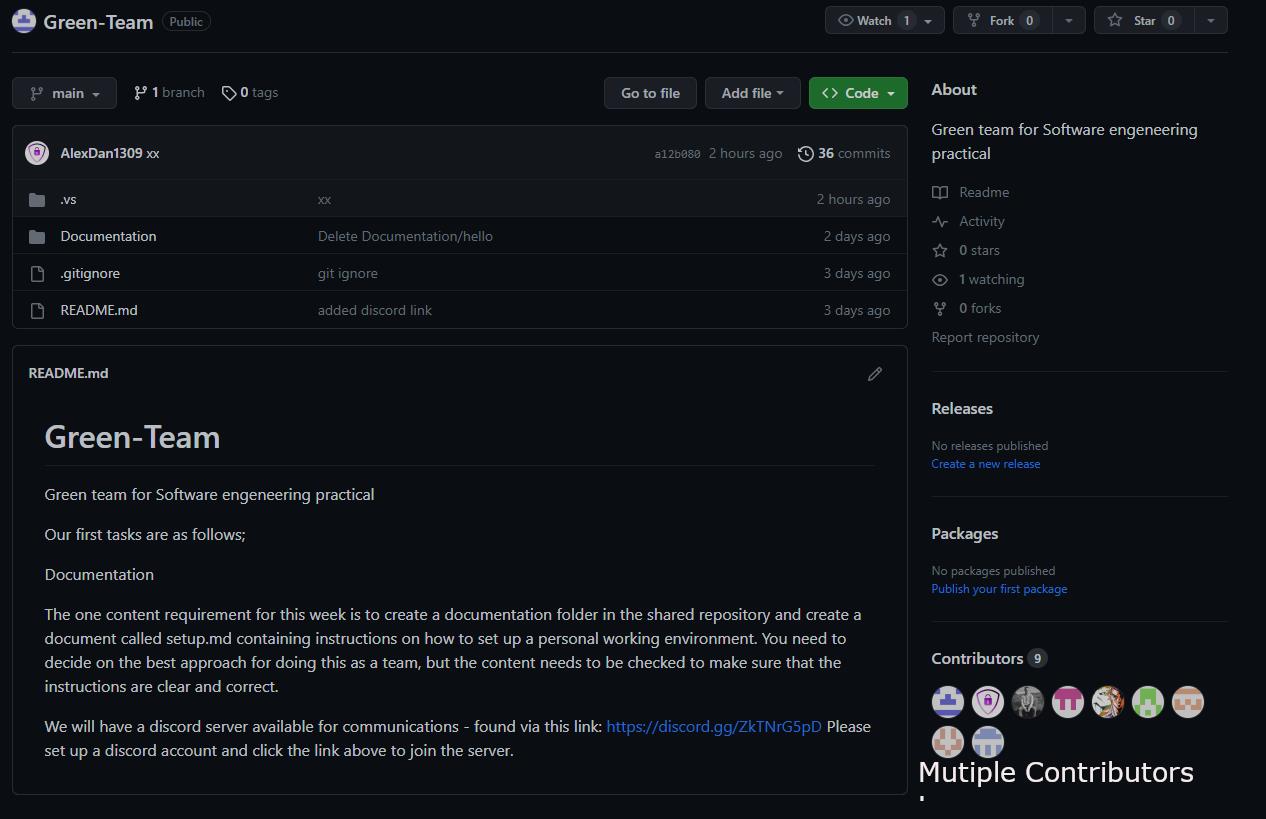 Green-Team Public
Watch 1
Fork 0
Star 0
main
1 branch
0 tags
Go to file
Add file
Code
AlexDan1309 xx
a12b080 2 hours ago
36 commits
.vs xx 2 hours ago
Documentation Delete Documentation/hello 2 days ago
.gitignore git ignore 3 days ago
README.md added discord link 3 days ago
README.md
Green-Team
Green team for Software engeneering practical
Our first tasks are as follows;
Documentation
The one content requirement for this week is to create a documentation folder in the shared repository and create a
document called setup.md containing instructions on how to set up a personal working environment. You need to
decide on the best approach for doing this as a team, but the content needs to be checked to make sure that the
instructions are clear and correct.
We will have a discord server available for communications - found via this link: https://discord.gg/ZkTNrG5pD Please
set up a discord account and click the link above to join the server.
About
Green team for Software engeneering
practical
Readme
Activity
0 stars
1 watching
0 forks
Report repository
Releases
No releases published
Create a new release
Packages
No packages published
Publish your first package
Contributors 9
Mutiple Contributors